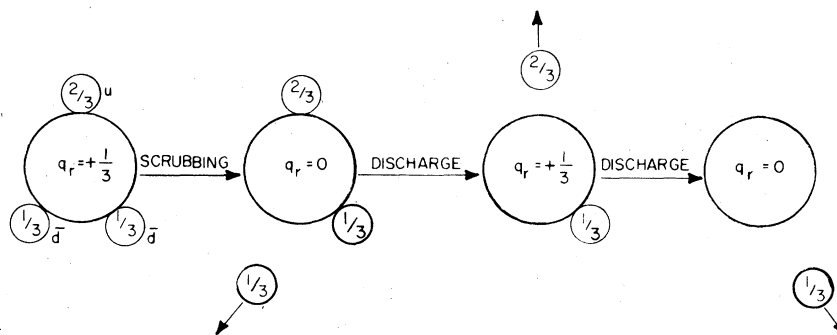 2/3 u
q_r = + 1/3
1/3 d̄
1/3 d̄
SCRUBBING
2/3
q_r = 0
1/3
1/3
DISCHARGE
2/3
q_r = + 1/3
1/3
DISCHARGE
q_r = 0
1/3